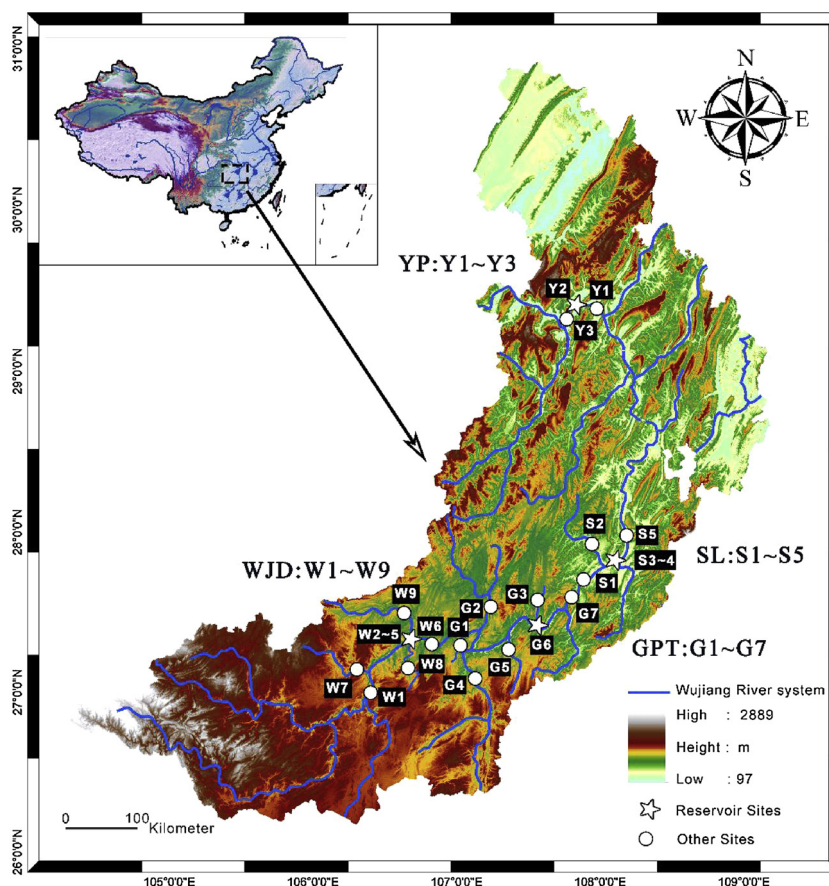 31°0'0"N
30°0'0"N
29°0'0"N
28°0'0"N
27°0'0"N
26°0'0"N
N
W
E
S
YP:Y1~Y3
Y2
Y1
Y3
S2
S5
S3~4
SL:S1~S5
S1
WJD:W1~W9
W9
G2
G3
G7
W2~5
W6
G1
G6
GPT:G1~G7
G5
W8
G4
W7
W1
Wujiang River system
High : 2889
Height : m
Low : 97
Reservoir Sites
Other Sites
0 100
Kilometer
105°0'0"E
106°0'0"E
107°0'0"E
108°0'0"E
109°0'0"E